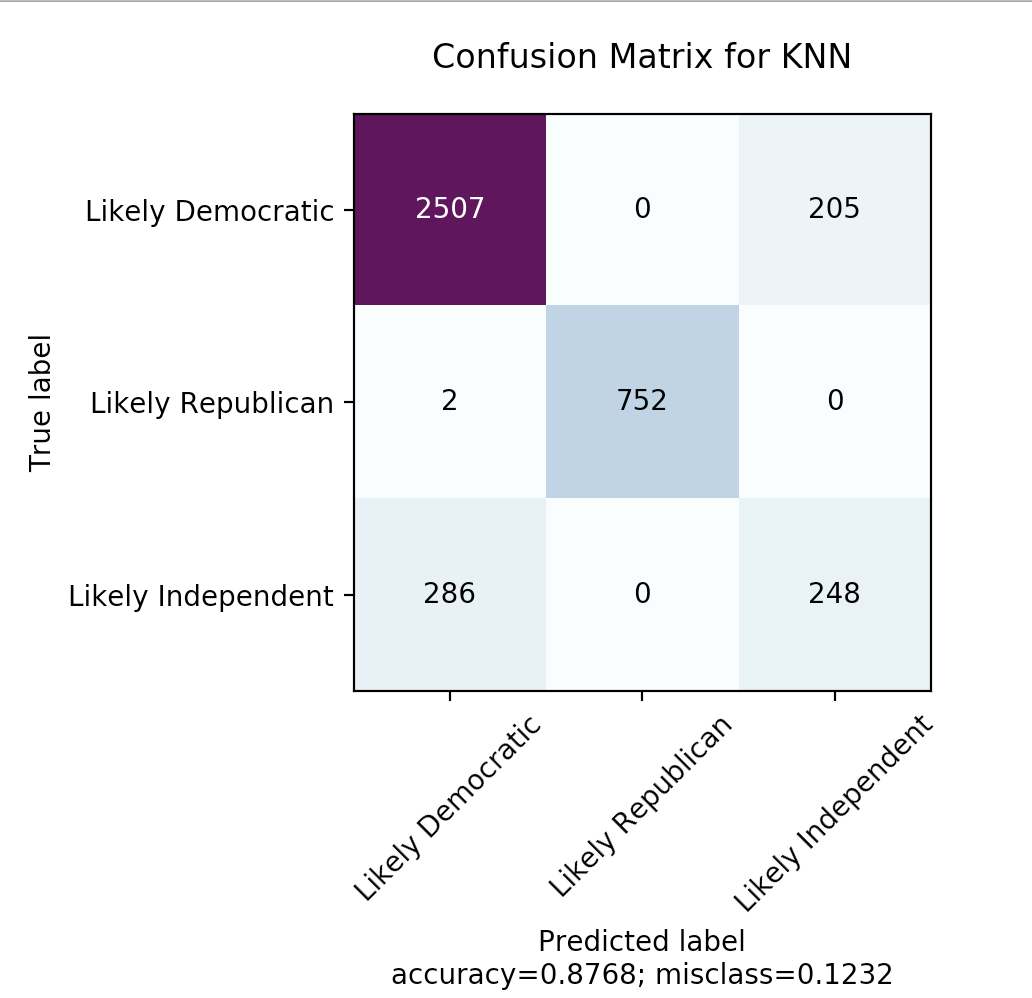 Confusion Matrix for KNN
Likely Democratic 2507 0 205
Likely Republican 2 752 0
Likely Independent 286 0 248
True label
Likely Democratic Likely Republican Likely Independent
Predicted label
accuracy=0.8768; misclass=0.1232